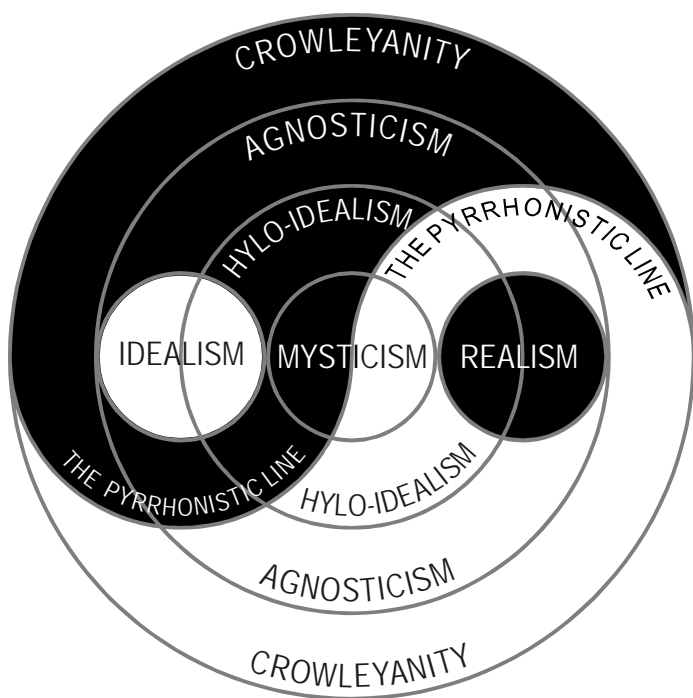 CROWLEYANITY
AGNOSTICISM
HYLO-IDEALISM
THE PYRRHONISTIC LINE
IDEALISM
MYSTICISM
REALISM
THE PYRRHONISTIC LINE
HYLO-IDEALISM
AGNOSTICISM
CROWLEYANITY